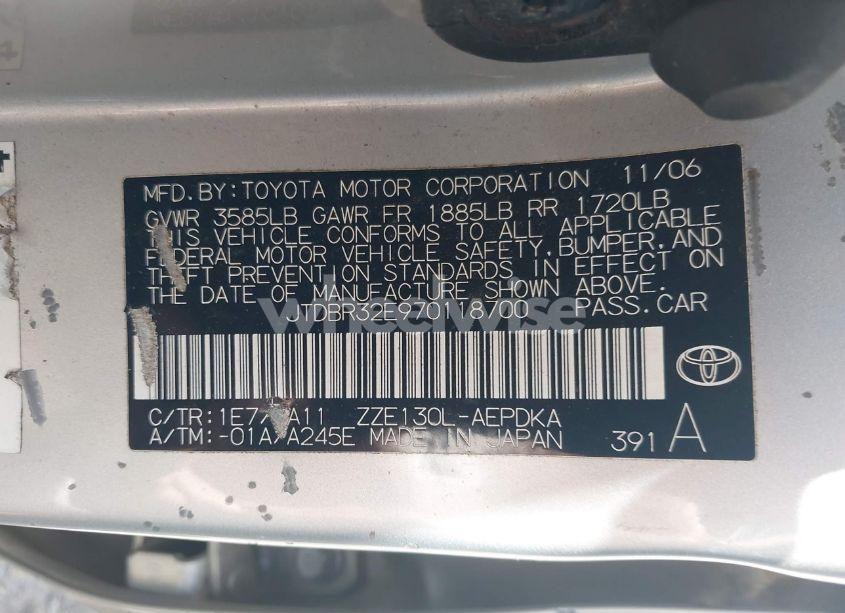 MFD. BY: TOYOTA MOTOR CORPORATION 11/06
GVWR 3585LB GAWR FR 1885LB RR 1720LB
THIS VEHICLE CONFORMS TO ALL APPLICABLE
FEDERAL MOTOR VEHICLE SAFETY, BUMPER, AND
THEFT PREVENTION STANDARDS IN EFFECT ON
THE DATE OF MANUFACTURE SHOWN ABOVE.
JTDBR32E970118700 PASS. CAR
wheelwise
C/TR: ZZE130L-AEPDKA
A/TM: MADE IN JAPAN 391 A